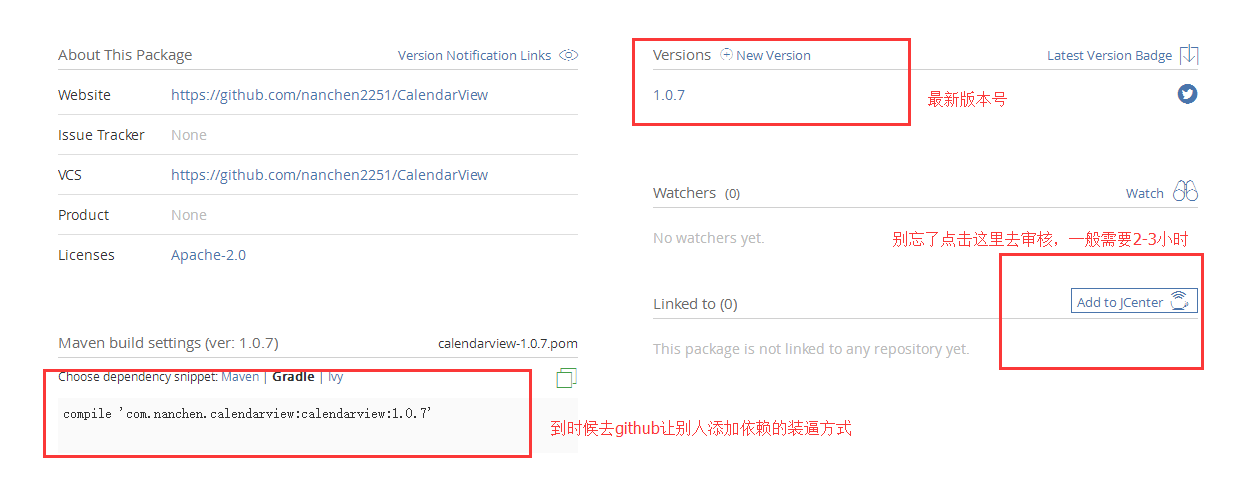 About This Package
Version Notification Links
Website
https://github.com/nanchen2251/CalendarView
Issue Tracker
None
VCS
https://github.com/nanchen2251/CalendarView
Product
None
Licenses
Apache-2.0
Maven build settings (ver: 1.0.7)
calendarview-1.0.7.pom
Choose dependency snippet: Maven | Gradle | Ivy
compile 'com.nanchen.calendarview:calendarview:1.0.7'
到时候去github让别人添加依赖的装逼方式
Versions
New Version
Latest Version Badge
1.0.7
最新版本号
Watchers (0)
Watch
No watchers yet.
别忘了点击这里去审核，一般需要2-3小时
Linked to (0)
Add to JCenter
This package is not linked to any repository yet.